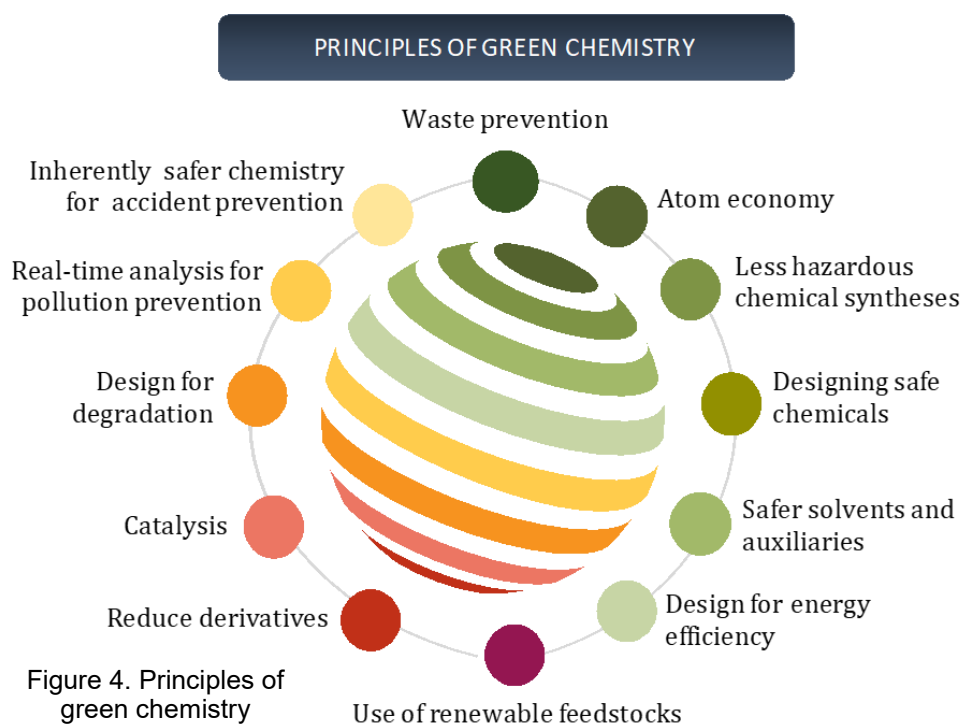 PRINCIPLES OF GREEN CHEMISTRY
Waste prevention
Atom economy
Less hazardous
chemical syntheses
Designing safe
chemicals
Safer solvents and
auxiliaries
Design for energy
efficiency
Use of renewable feedstocks
Reduce derivatives
Catalysis
Design for
degradation
Real-time analysis for
pollution prevention
Inherently safer chemistry
for accident prevention
Figure 4. Principles of
green chemistry